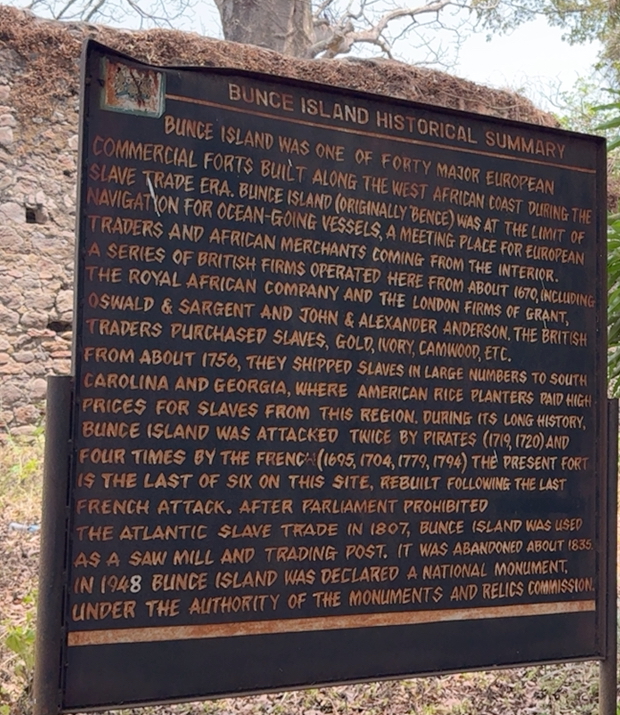 BUNCE ISLAND HISTORICAL SUMMARY
BUNCE ISLAND WAS ONE OF FORTY MAJOR EUROPEAN
COMMERCIAL FORTS BUILT ALONG THE WEST AFRICAN COAST DURING THE
SLAVE TRADE ERA. BUNCE ISLAND (ORIGINALLY 'BENCE') WAS AT THE LIMIT OF
NAVIGATION FOR OCEAN-GOING VESSELS, A MEETING PLACE FOR EUROPEAN
TRADERS AND AFRICAN MERCHANTS COMING FROM THE INTERIOR.
A SERIES OF BRITISH FIRMS OPERATED HERE FROM ABOUT 1670, INCLUDING
THE ROYAL AFRICAN COMPANY AND THE LONDON FIRMS OF GRANT,
OSWALD & SARGENT AND JOHN & ALEXANDER ANDERSON. THE BRITISH
TRADERS PURCHASED SLAVES, GOLD, IVORY, CAMWOOD, ETC.
FROM ABOUT 1756, THEY SHIPPED SLAVES IN LARGE NUMBERS TO SOUTH
CAROLINA AND GEORGIA, WHERE AMERICAN RICE PLANTERS PAID HIGH
PRICES FOR SLAVES FROM THIS REGION. DURING ITS LONG HISTORY,
BUNCE ISLAND WAS ATTACKED TWICE BY PIRATES (1719, 1720) AND
FOUR TIMES BY THE FRENCH (1695, 1704, 1779, 1794) THE PRESENT FORT
IS THE LAST OF SIX ON THIS SITE, REBUILT FOLLOWING THE LAST
FRENCH ATTACK. AFTER PARLIAMENT PROHIBITED
THE ATLANTIC SLAVE TRADE IN 1807, BUNCE ISLAND WAS USED
AS A SAW MILL AND TRADING POST. IT WAS ABANDONED ABOUT 1835.
IN 1948 BUNCE ISLAND WAS DECLARED A NATIONAL MONUMENT,
UNDER THE AUTHORITY OF THE MONUMENTS AND RELICS COMMISSION.